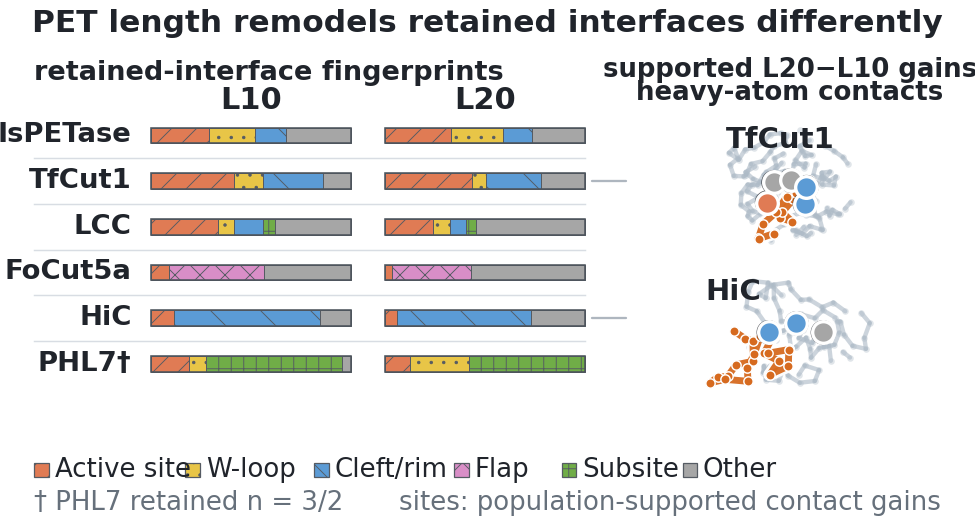 PET length remodels retained interfaces differently
retained-interface fingerprints
supported L20−L10 gains
heavy-atom contacts
L10
L20
IsPETase
TfCut1
LCC
FoCut5a
HiC
PHL7†
TfCut1
HiC
Active site
W-loop
Cleft/rim
Flap
Subsite
Other
† PHL7 retained n = 3/2
sites: population-supported contact gains